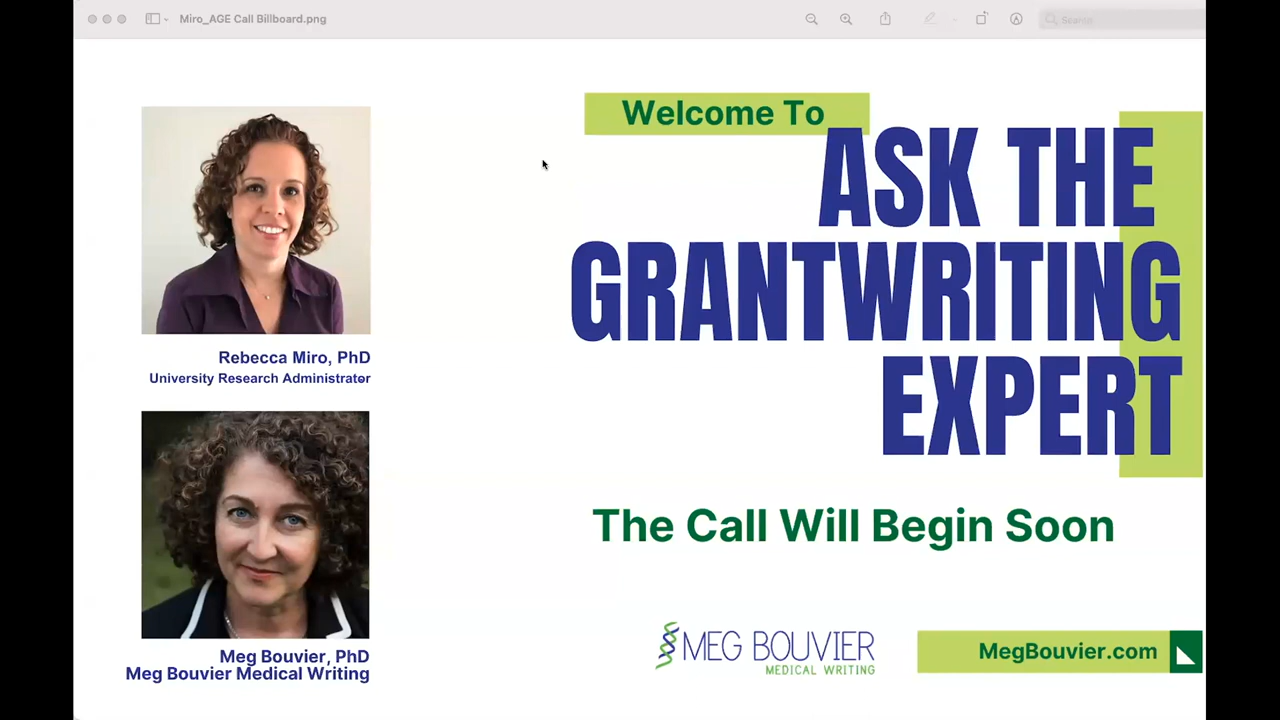 Miro_AGE Call Billboard.png
Search
Welcome To
ASK THE
GRANTWRITING
EXPERT
Rebecca Miro, PhD
University Research Administrator
The Call Will Begin Soon
Meg Bouvier, PhD
Meg Bouvier Medical Writing
MEG BOUVIER
MEDICAL WRITING
MegBouvier.com